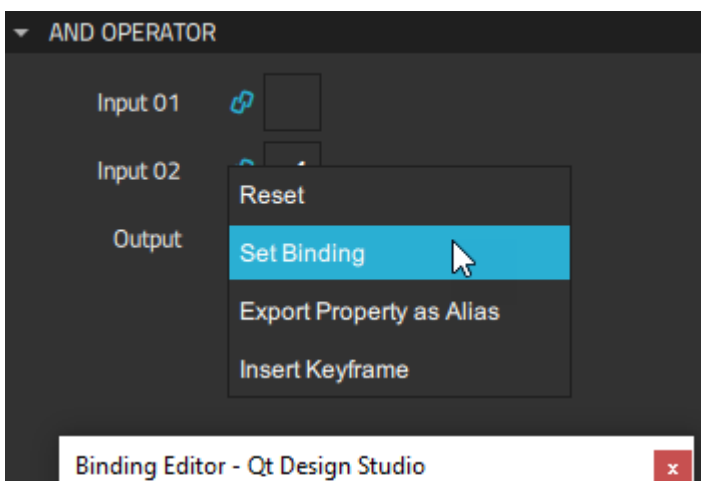 AND OPERATOR
Input 01
Input 02
Reset
Output
Set Binding
Export Property as Alias
Insert Keyframe
Binding Editor - Qt Design Studio
x